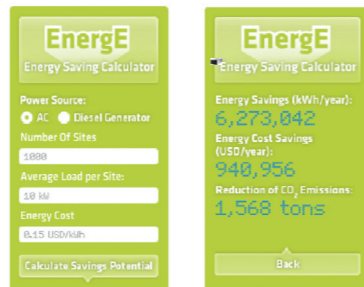 EnergE
Energy Saving Calculator
Power Source:
AC Diesel Generator
Number Of Sites
1000
Average Load per Site:
10 kW
Energy Cost
0.15 USD/kWh
Calculate Savings Potential
EnergE
Energy Saving Calculator
Energy Savings (kWh/year):
6,273,042
Energy Cost Savings
(USD/year):
940,956
Reduction of CO₂ Emissions:
1,568 tons
Back